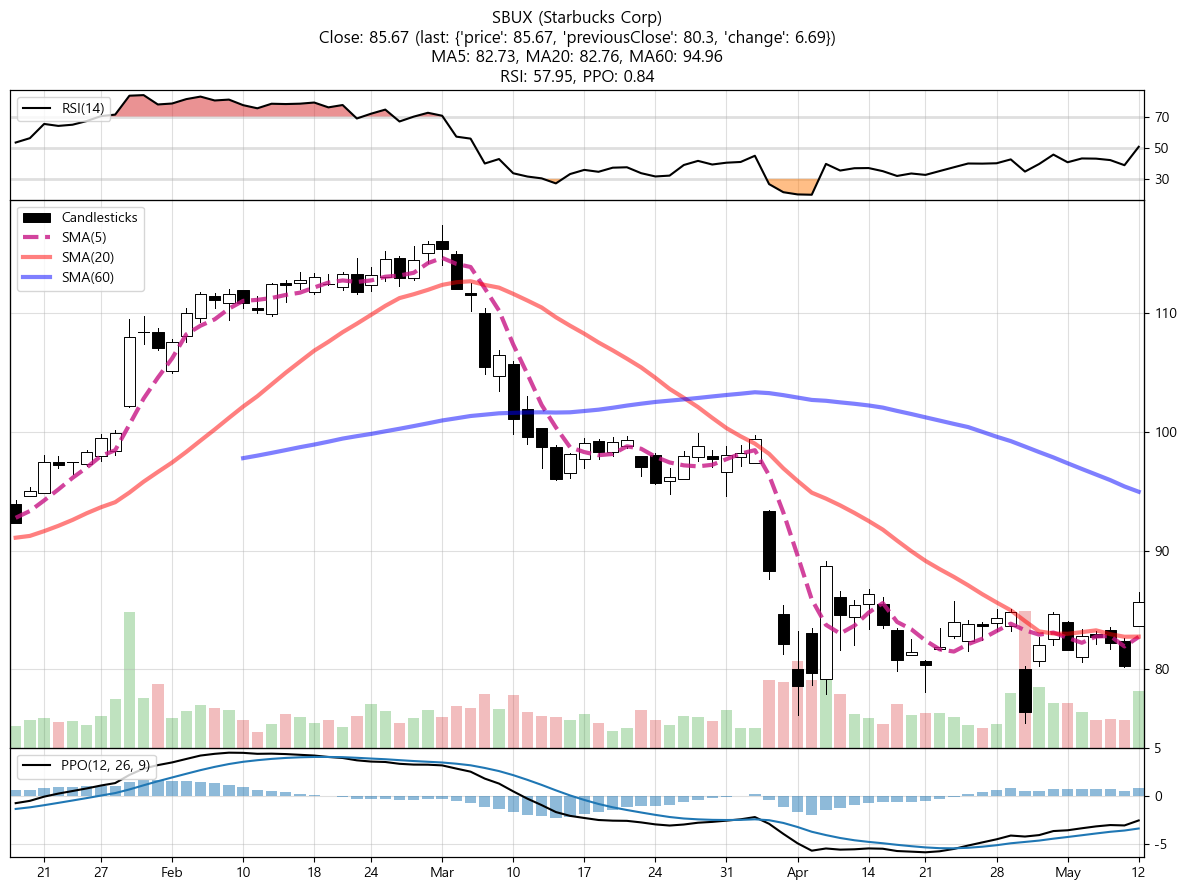 SBUX (Starbucks Corp)
Close: 85.67 (last: {'price': 85.67, 'previousClose': 80.3, 'change': 6.69})
MA5: 82.73, MA20: 82.76, MA60: 94.96
RSI: 57.95, PPO: 0.84
RSI(14)
70
50
30
Candlesticks
SMA(5)
SMA(20)
SMA(60)
110
100
90
80
PPO(12, 26, 9)
5
0
-5
21 27 Feb 10 18 24 Mar 10 17 24 31 Apr 14 21 28 May 12